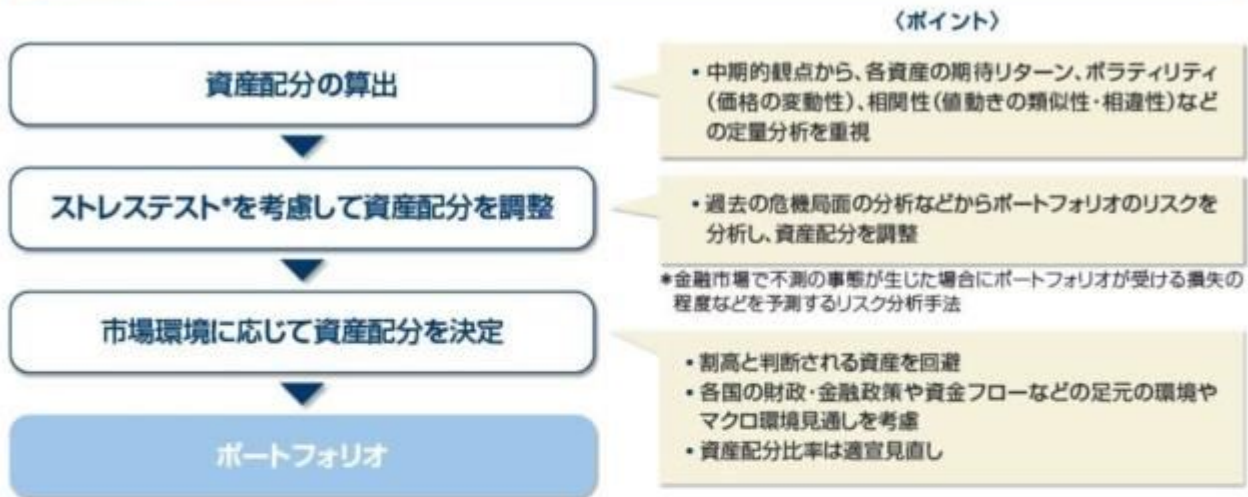 〈ポイント〉
資産配分の算出
・中期的観点から、各資産の期待リターン、ボラティリティ
(価格の変動性)、相関性(値動きの類似性・相違性)など
の定量分析を重視
ストレステスト*を考慮して資産配分を調整
・過去の危機局面の分析などからポートフォリオのリスクを
分析し、資産配分を調整
*金融市場で不測の事態が生じた場合にポートフォリオが受ける損失の
程度などを予測するリスク分析手法
市場環境に応じて資産配分を決定
・割高と判断される資産を回避
・各国の財政・金融政策や資金フローなどの足元の環境や
マクロ環境見通しを考慮
・資産配分比率は適宜見直し
ポートフォリオ